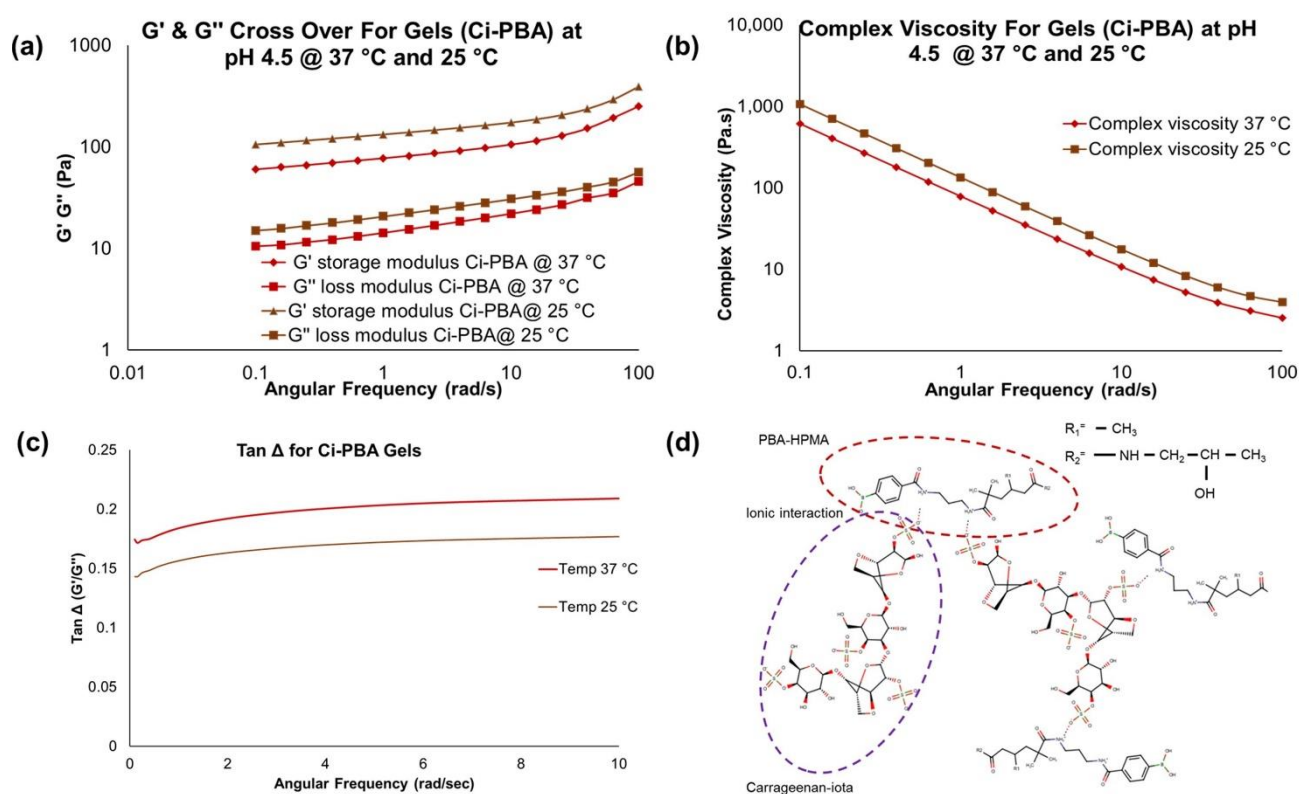 (a)
G' & G'' Cross Over For Gels (Ci-PBA) at
pH 4.5 @ 37 °C and 25 °C
1000
100
10
1
G' G'' (Pa)
G' storage modulus Ci-PBA @ 37 °C
G'' loss modulus Ci-PBA @ 37 °C
G' storage modulus Ci-PBA@ 25 °C
G'' loss modulus Ci-PBA@ 25 °C
0.01
0.1
1
10
100
Angular Frequency (rad/s)
(b)
Complex Viscosity For Gels (Ci-PBA) at pH
4.5 @ 37 °C and 25 °C
10,000
1,000
100
10
1
Complex Viscosity (Pa.s)
Complex viscosity 37 °C
Complex viscosity 25 °C
0.1
1
10
100
Angular Frequency (rad/s)
(c)
Tan Δ for Ci-PBA Gels
0.25
0.2
0.15
0.1
0.05
0
Tan Δ (G'/G'')
Temp 37 °C
Temp 25 °C
0
2
4
6
8
10
Angular Frequency (rad/sec)
(d)
R1= CH3
R2= NH CH2 CH CH3
OH
PBA-HPMA
Ionic interaction
Carrageenan-iota